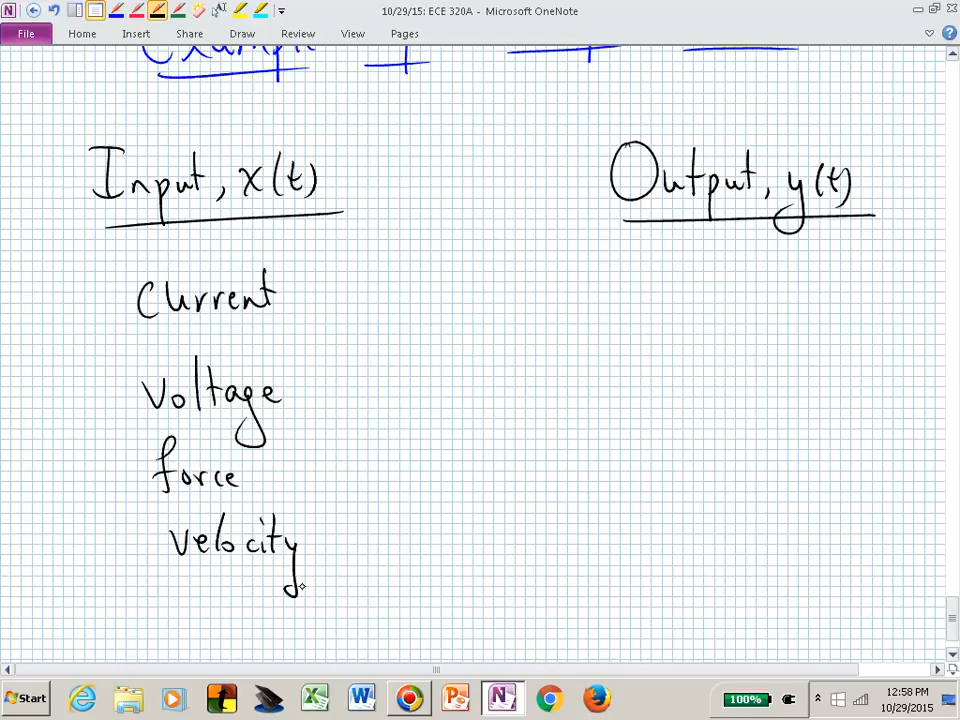 10/29/15: ECE 320A - Microsoft OneNote
File Home Insert Share Draw Review View Pages
Example
Input, x(t) Output, y(t)
Current
Voltage
force
velocity
Start 100% 12:58 PM
10/29/2015